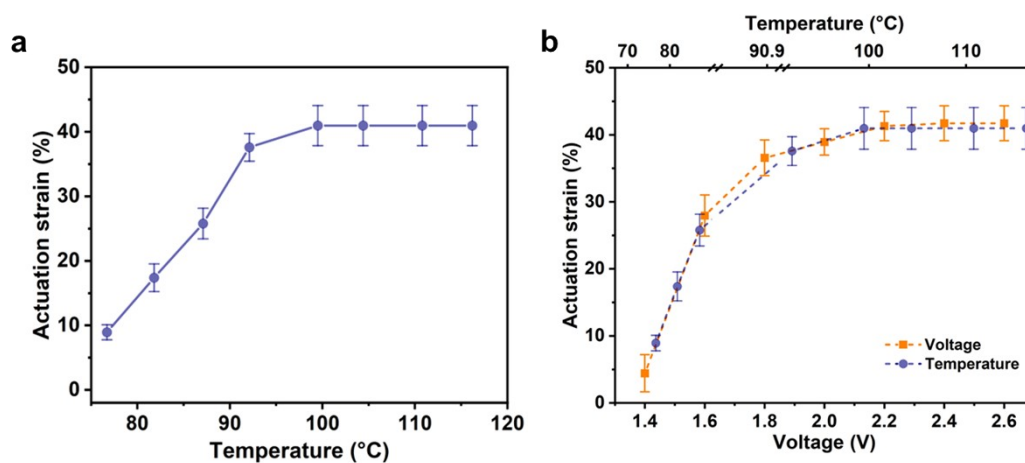 a
Actuation strain (%)
50
40
30
20
10
0
80 90 100 110 120
Temperature (°C)
b
Temperature (°C)
70 80 90.9 100 110
Actuation strain (%)
50
40
30
20
10
0
Voltage
Temperature
1.4 1.6 1.8 2.0 2.2 2.4 2.6
Voltage (V)